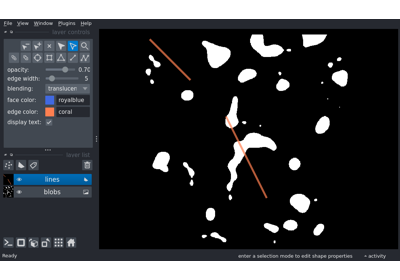 File View Window Plugins Help
layer controls
opacity: 0.70
edge width: 5
blending: translucen
face color: royalblue
edge color: coral
display text:
layer list
lines
blobs
Ready
enter a selection mode to edit shape properties
activity